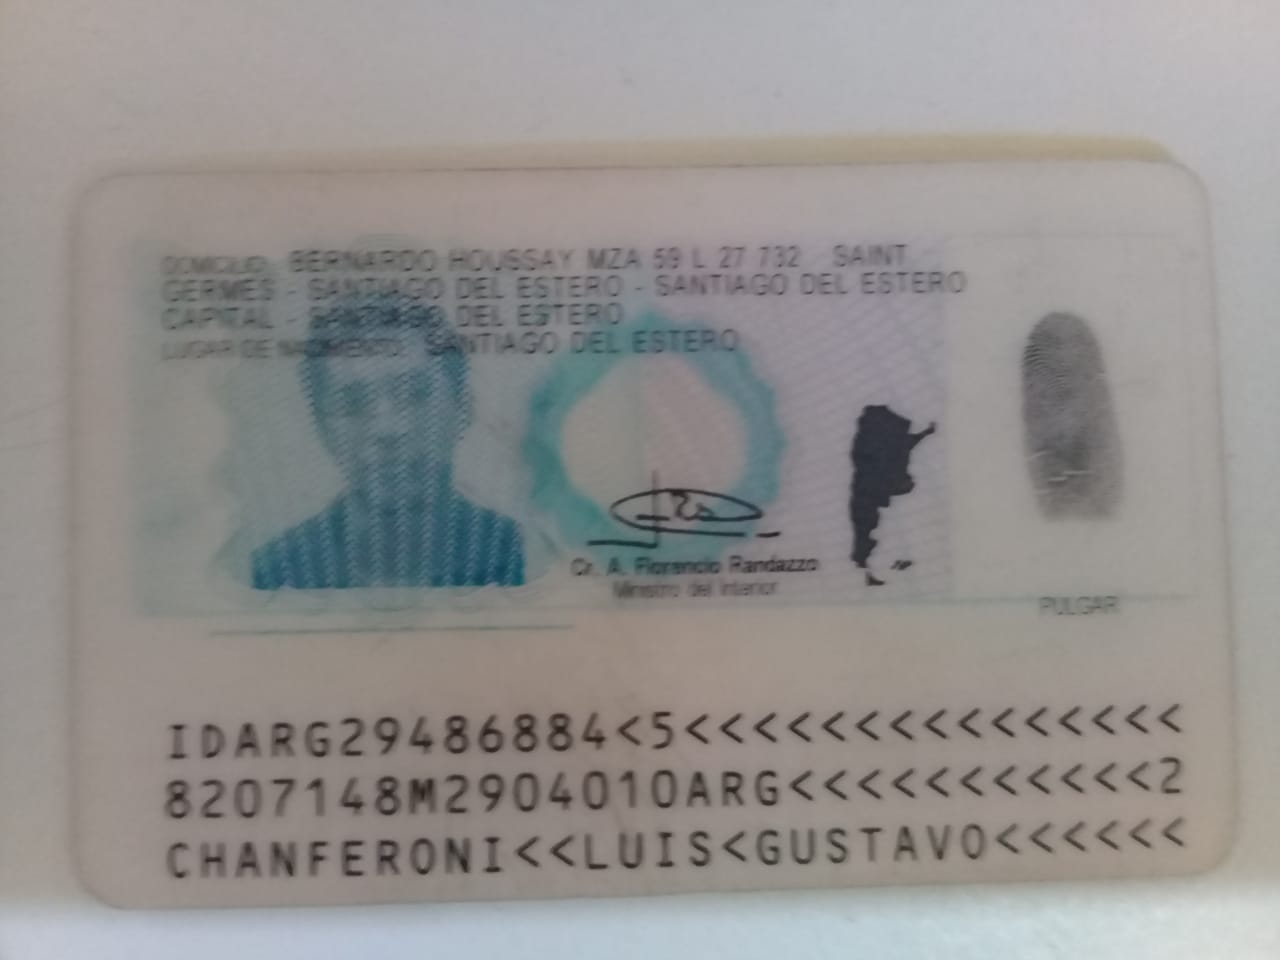 DOMICILIO: BERNARDO HOUSSAY MZA 59 L 27 732 SAINT
GERMES - SANTIAGO DEL ESTERO - SANTIAGO DEL ESTERO
CAPITAL - SANTIAGO DEL ESTERO
LUGAR DE NACIMIENTO: SANTIAGO DEL ESTERO
Cr. A. Florencio Randazzo
Ministro del Interior
PULGAR
IDARG29486884<5<<<<<<<<<<<<<<<
8207148M2904010ARG<<<<<<<<<<<2
CHANFERONI<<LUIS<GUSTAVO<<<<<<